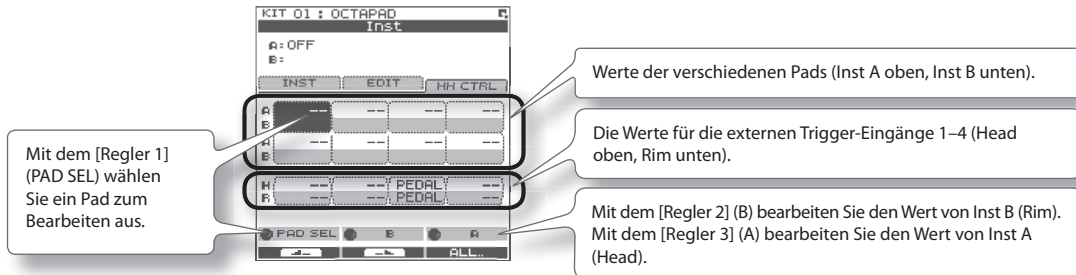 KIT 01 : OCTAPAD
Inst
A: OFF
B:
INST EDIT HH CTRL
A -- -- -- --
B
A -- -- -- --
B
H -- -- PEDAL --
R -- -- PEDAL --
PAD SEL B A
ALL..
Mit dem [Regler 1]
(PAD SEL) wählen
Sie ein Pad zum
Bearbeiten aus.
Werte der verschiedenen Pads (Inst A oben, Inst B unten).
Die Werte für die externen Trigger-Eingänge 1–4 (Head
oben, Rim unten).
Mit dem [Regler 2] (B) bearbeiten Sie den Wert von Inst B (Rim).
Mit dem [Regler 3] (A) bearbeiten Sie den Wert von Inst A
(Head).